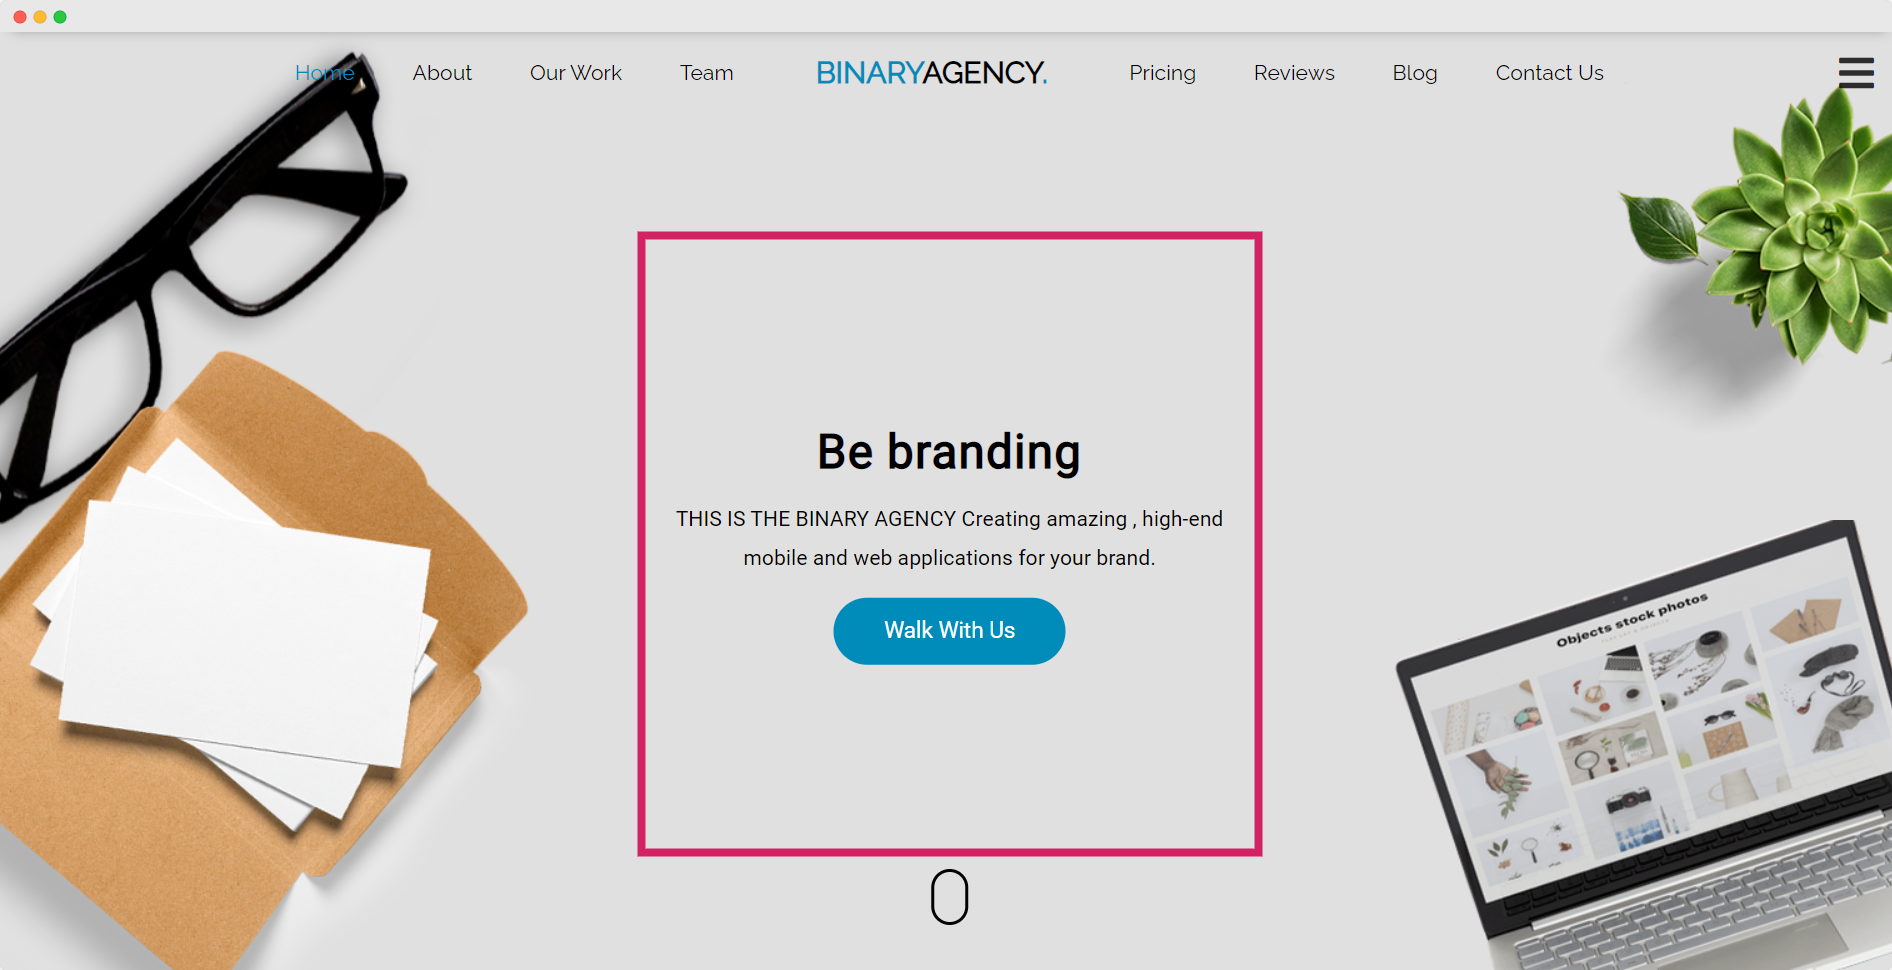 Home About Our Work Team BINARYAGENCY. Pricing Reviews Blog Contact Us
Be branding
THIS IS THE BINARY AGENCY Creating amazing , high-end
mobile and web applications for your brand.
Walk With Us
Objects stock photos